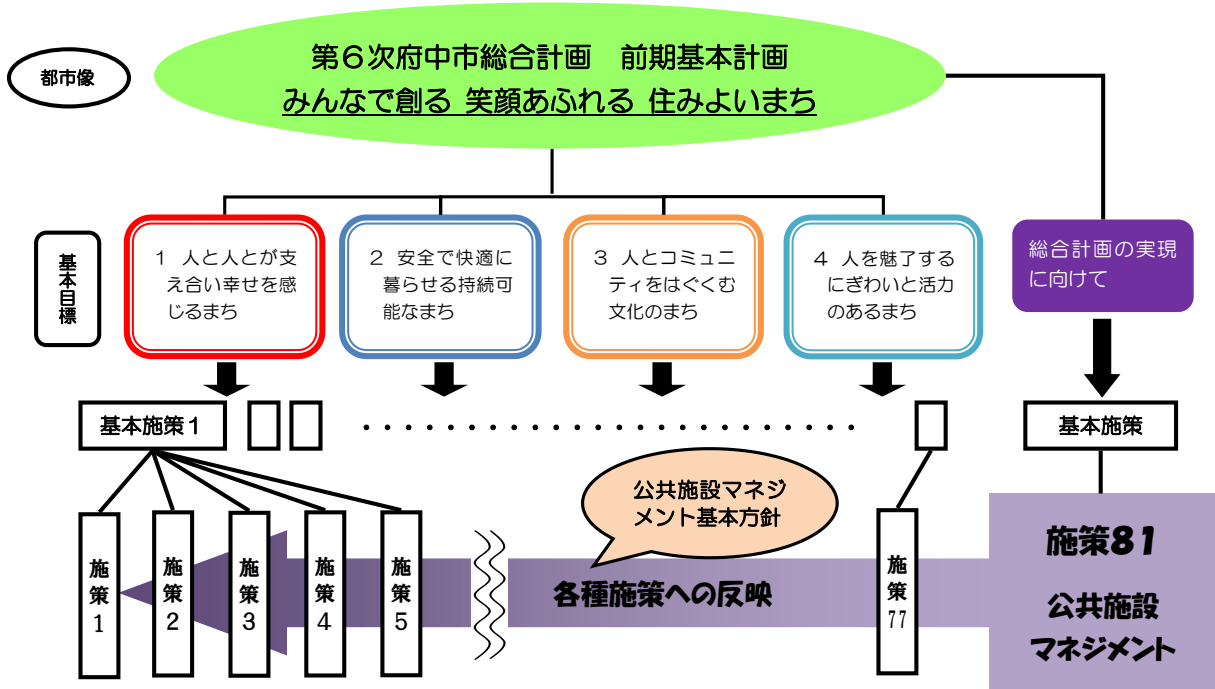 都市像
第６次府中市総合計画　前期基本計画
みんなで創る 笑顔あふれる 住みよいまち
基本目標
１ 人と人とが支
え合い幸せを感
じるまち
２ 安全で快適に
暮らせる持続可
能なまち
３ 人とコミュニ
ティをはぐくむ
文化のまち
４ 人を魅了する
にぎわいと活力
のあるまち
総合計画の実現
に向けて
基本施策１
基本施策
公共施設マネジ
メント基本方針
施策1
施策2
施策3
施策4
施策5
各種施策への反映
施策77
施策81
公共施設
マネジメント